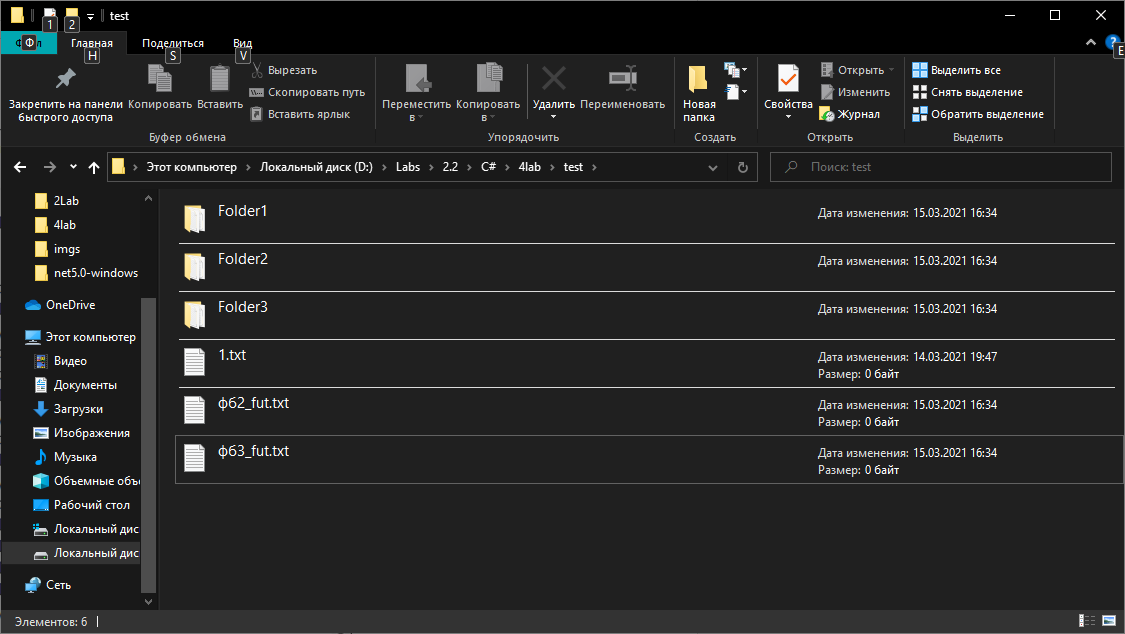 1 2 test
Ф Главная Поделиться Вид
H S V E
Закрепить на панели быстрого доступа
Копировать
Вставить
Вырезать
Скопировать путь
Вставить ярлык
Буфер обмена
Переместить в
Копировать в
Удалить
Переименовать
Упорядочить
Новая папка
Создать
Свойства
Открыть
Изменить
Журнал
Открыть
Выделить все
Снять выделение
Обратить выделение
Выделить
Этот компьютер › Локальный диск (D:) › Labs › 2.2 › C# › 4lab › test ›
Поиск: test
2Lab
4lab
imgs
net5.0-windows
OneDrive
Этот компьютер
Видео
Документы
Загрузки
Изображения
Музыка
Объемные объ
Рабочий стол
Локальный дис
Локальный дис
Сеть
Folder1 Дата изменения: 15.03.2021 16:34
Folder2 Дата изменения: 15.03.2021 16:34
Folder3 Дата изменения: 15.03.2021 16:34
1.txt Дата изменения: 14.03.2021 19:47
Размер: 0 байт
ф62_fut.txt Дата изменения: 15.03.2021 16:34
Размер: 0 байт
ф63_fut.txt Дата изменения: 15.03.2021 16:34
Размер: 0 байт
Элементов: 6